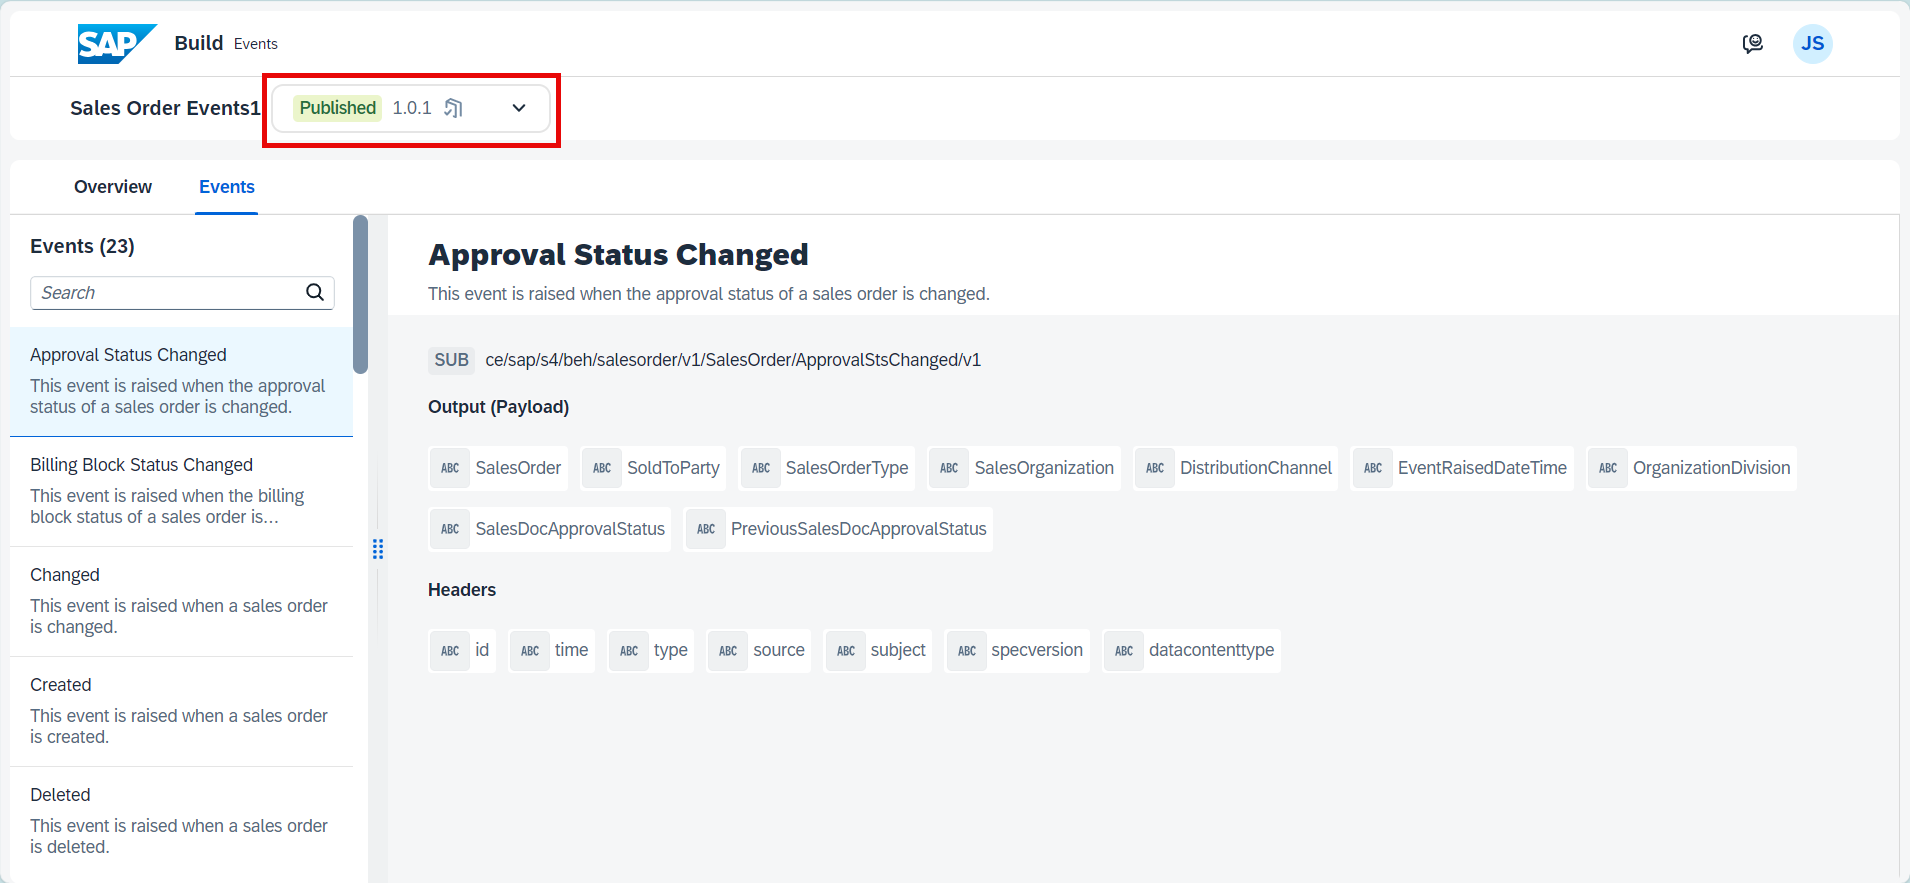 SAP Build Events
JS
Sales Order Events1 Published 1.0.1
Overview Events
Events (23)
Search
Approval Status Changed
This event is raised when the approval
status of a sales order is changed.
Billing Block Status Changed
This event is raised when the billing
block status of a sales order is...
Changed
This event is raised when a sales order
is changed.
Created
This event is raised when a sales order
is created.
Deleted
This event is raised when a sales order
is deleted.
Approval Status Changed
This event is raised when the approval status of a sales order is changed.
SUB ce/sap/s4/beh/salesorder/v1/SalesOrder/ApprovalStsChanged/v1
Output (Payload)
ABC SalesOrder ABC SoldToParty ABC SalesOrderType ABC SalesOrganization ABC DistributionChannel ABC EventRaisedDateTime ABC OrganizationDivision
ABC SalesDocApprovalStatus ABC PreviousSalesDocApprovalStatus
Headers
ABC id ABC time ABC type ABC source ABC subject ABC specversion ABC datacontenttype